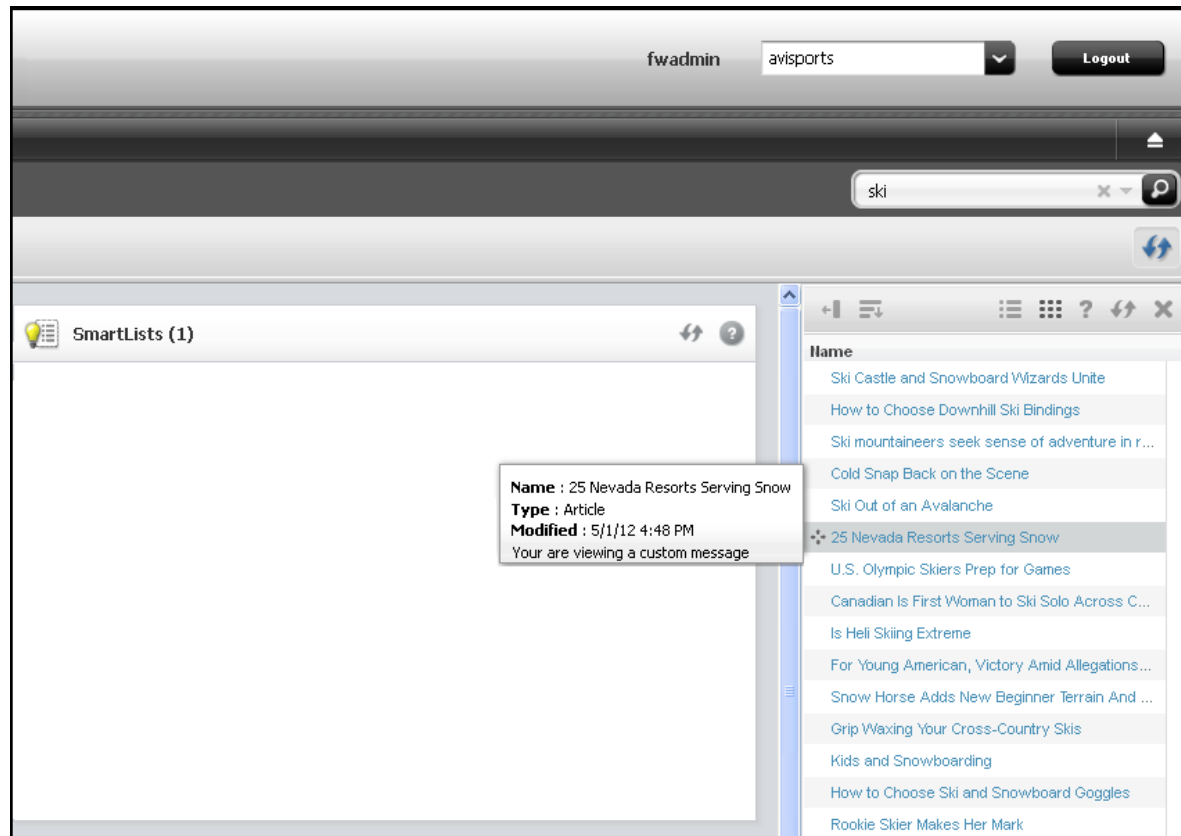 fwadmin
avisports
Logout
ski
SmartLists (1)
?
?
Name
Ski Castle and Snowboard Wizards Unite
How to Choose Downhill Ski Bindings
Ski mountaineers seek sense of adventure in r...
Cold Snap Back on the Scene
Ski Out of an Avalanche
25 Nevada Resorts Serving Snow
U.S. Olympic Skiers Prep for Games
Canadian Is First Woman to Ski Solo Across C...
Is Heli Skiing Extreme
For Young American, Victory Amid Allegations...
Snow Horse Adds New Beginner Terrain And ...
Grip Waxing Your Cross-Country Skis
Kids and Snowboarding
How to Choose Ski and Snowboard Goggles
Rookie Skier Makes Her Mark
Name : 25 Nevada Resorts Serving Snow
Type : Article
Modified : 5/1/12 4:48 PM
Your are viewing a custom message